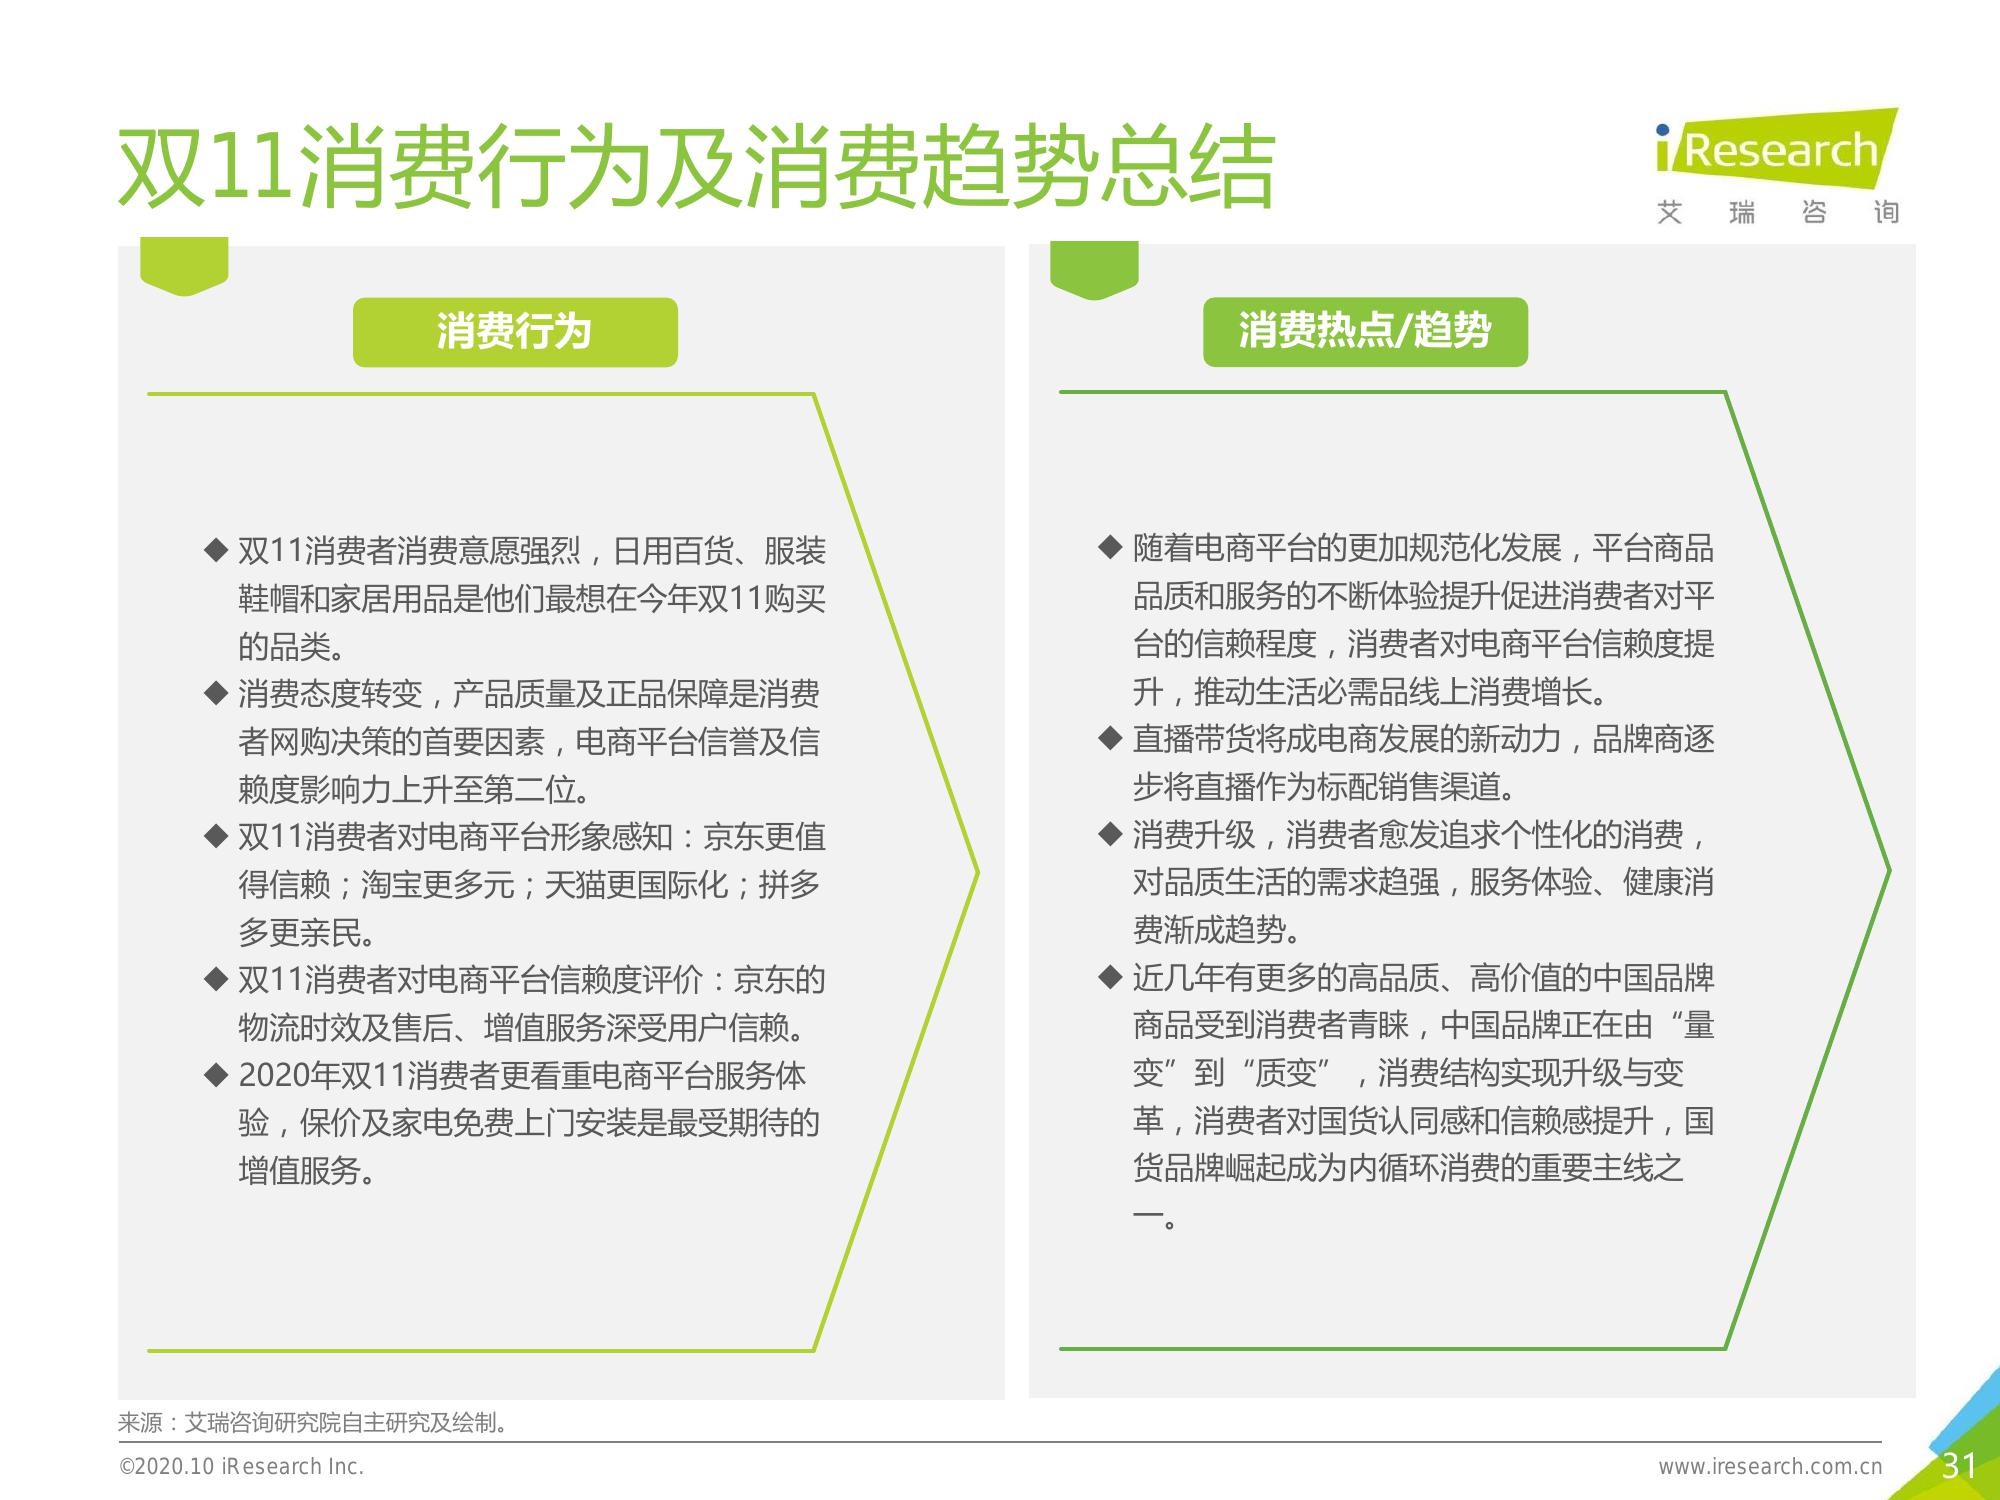 双11消费行为及消费趋势总结
iResearch
艾瑞咨询
消费行为
◆ 双11消费者消费意愿强烈，日用百货、服装
鞋帽和家居用品是他们最想在今年双11购买
的品类。
◆ 消费态度转变，产品质量及正品保障是消费
者网购决策的首要因素，电商平台信誉及信
赖度影响力上升至第二位。
◆ 双11消费者对电商平台形象感知：京东更值
得信赖；淘宝更多元；天猫更国际化；拼多
多更亲民。
◆ 双11消费者对电商平台信赖度评价：京东的
物流时效及售后、增值服务深受用户信赖。
◆ 2020年双11消费者更看重电商平台服务体
验，保价及家电免费上门安装是最受期待的
增值服务。
消费热点/趋势
◆ 随着电商平台的更加规范化发展，平台商品
品质和服务的不断体验提升促进消费者对平
台的信赖程度，消费者对电商平台信赖度提
升，推动生活必需品线上消费增长。
◆ 直播带货将成电商发展的新动力，品牌商逐
步将直播作为标配销售渠道。
◆ 消费升级，消费者愈发追求个性化的消费，
对品质生活的需求趋强，服务体验、健康消
费渐成趋势。
◆ 近几年有更多的高品质、高价值的中国品牌
商品受到消费者青睐，中国品牌正在由“量
变”到“质变”，消费结构实现升级与变
革，消费者对国货认同感和信赖感提升，国
货品牌崛起成为内循环消费的重要主线之
一。
来源：艾瑞咨询研究院自主研究及绘制。
©2020.10 iResearch Inc.
www.iresearch.com.cn
31